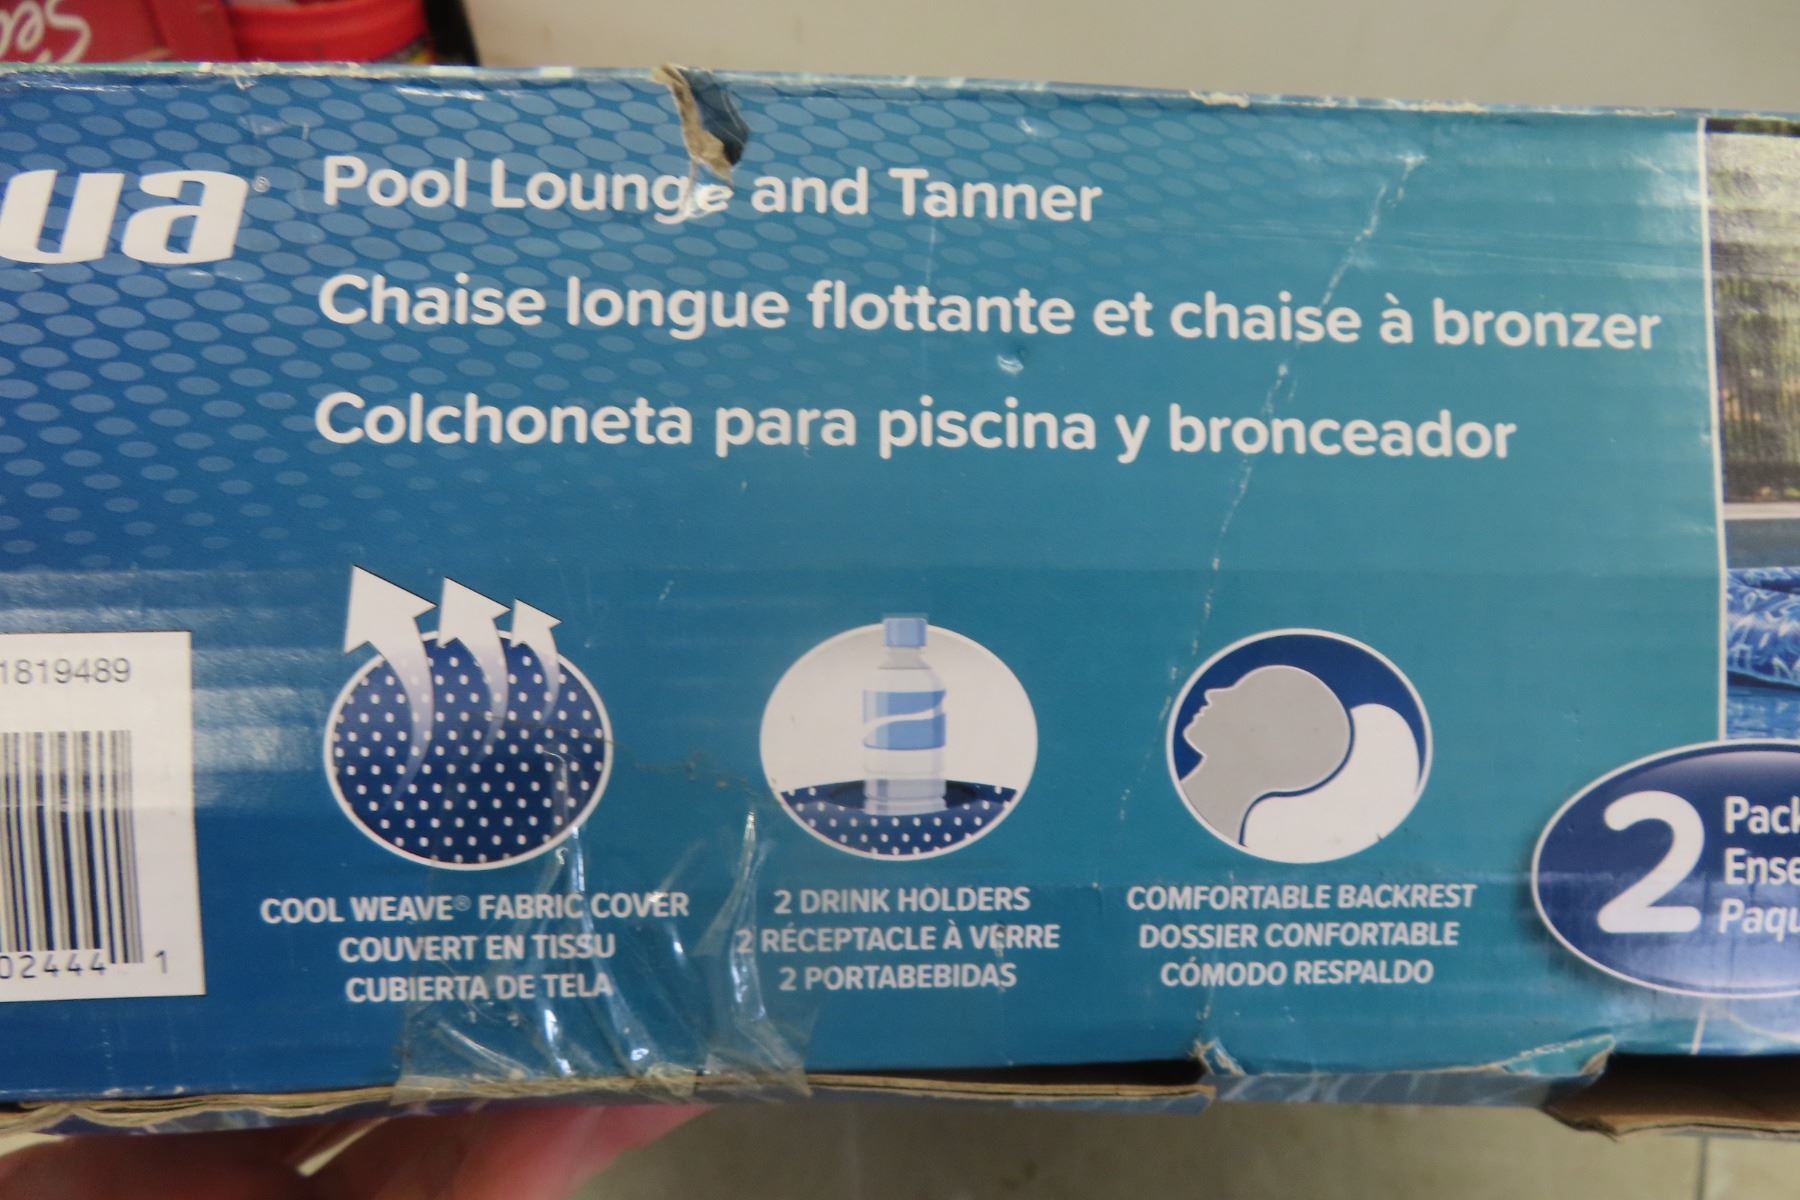 Pool Lounge and Tanner
Chaise longue flottante et chaise à bronzer
Colchoneta para piscina y bronceador
1819489
02444 1
COOL WEAVE® FABRIC COVER
COUVERT EN TISSU
CUBIERTA DE TELA
2 DRINK HOLDERS
2 RÉCEPTACLE À VERRE
2 PORTABEBIDAS
COMFORTABLE BACKREST
DOSSIER CONFORTABLE
CÓMODO RESPALDO
2
Pack